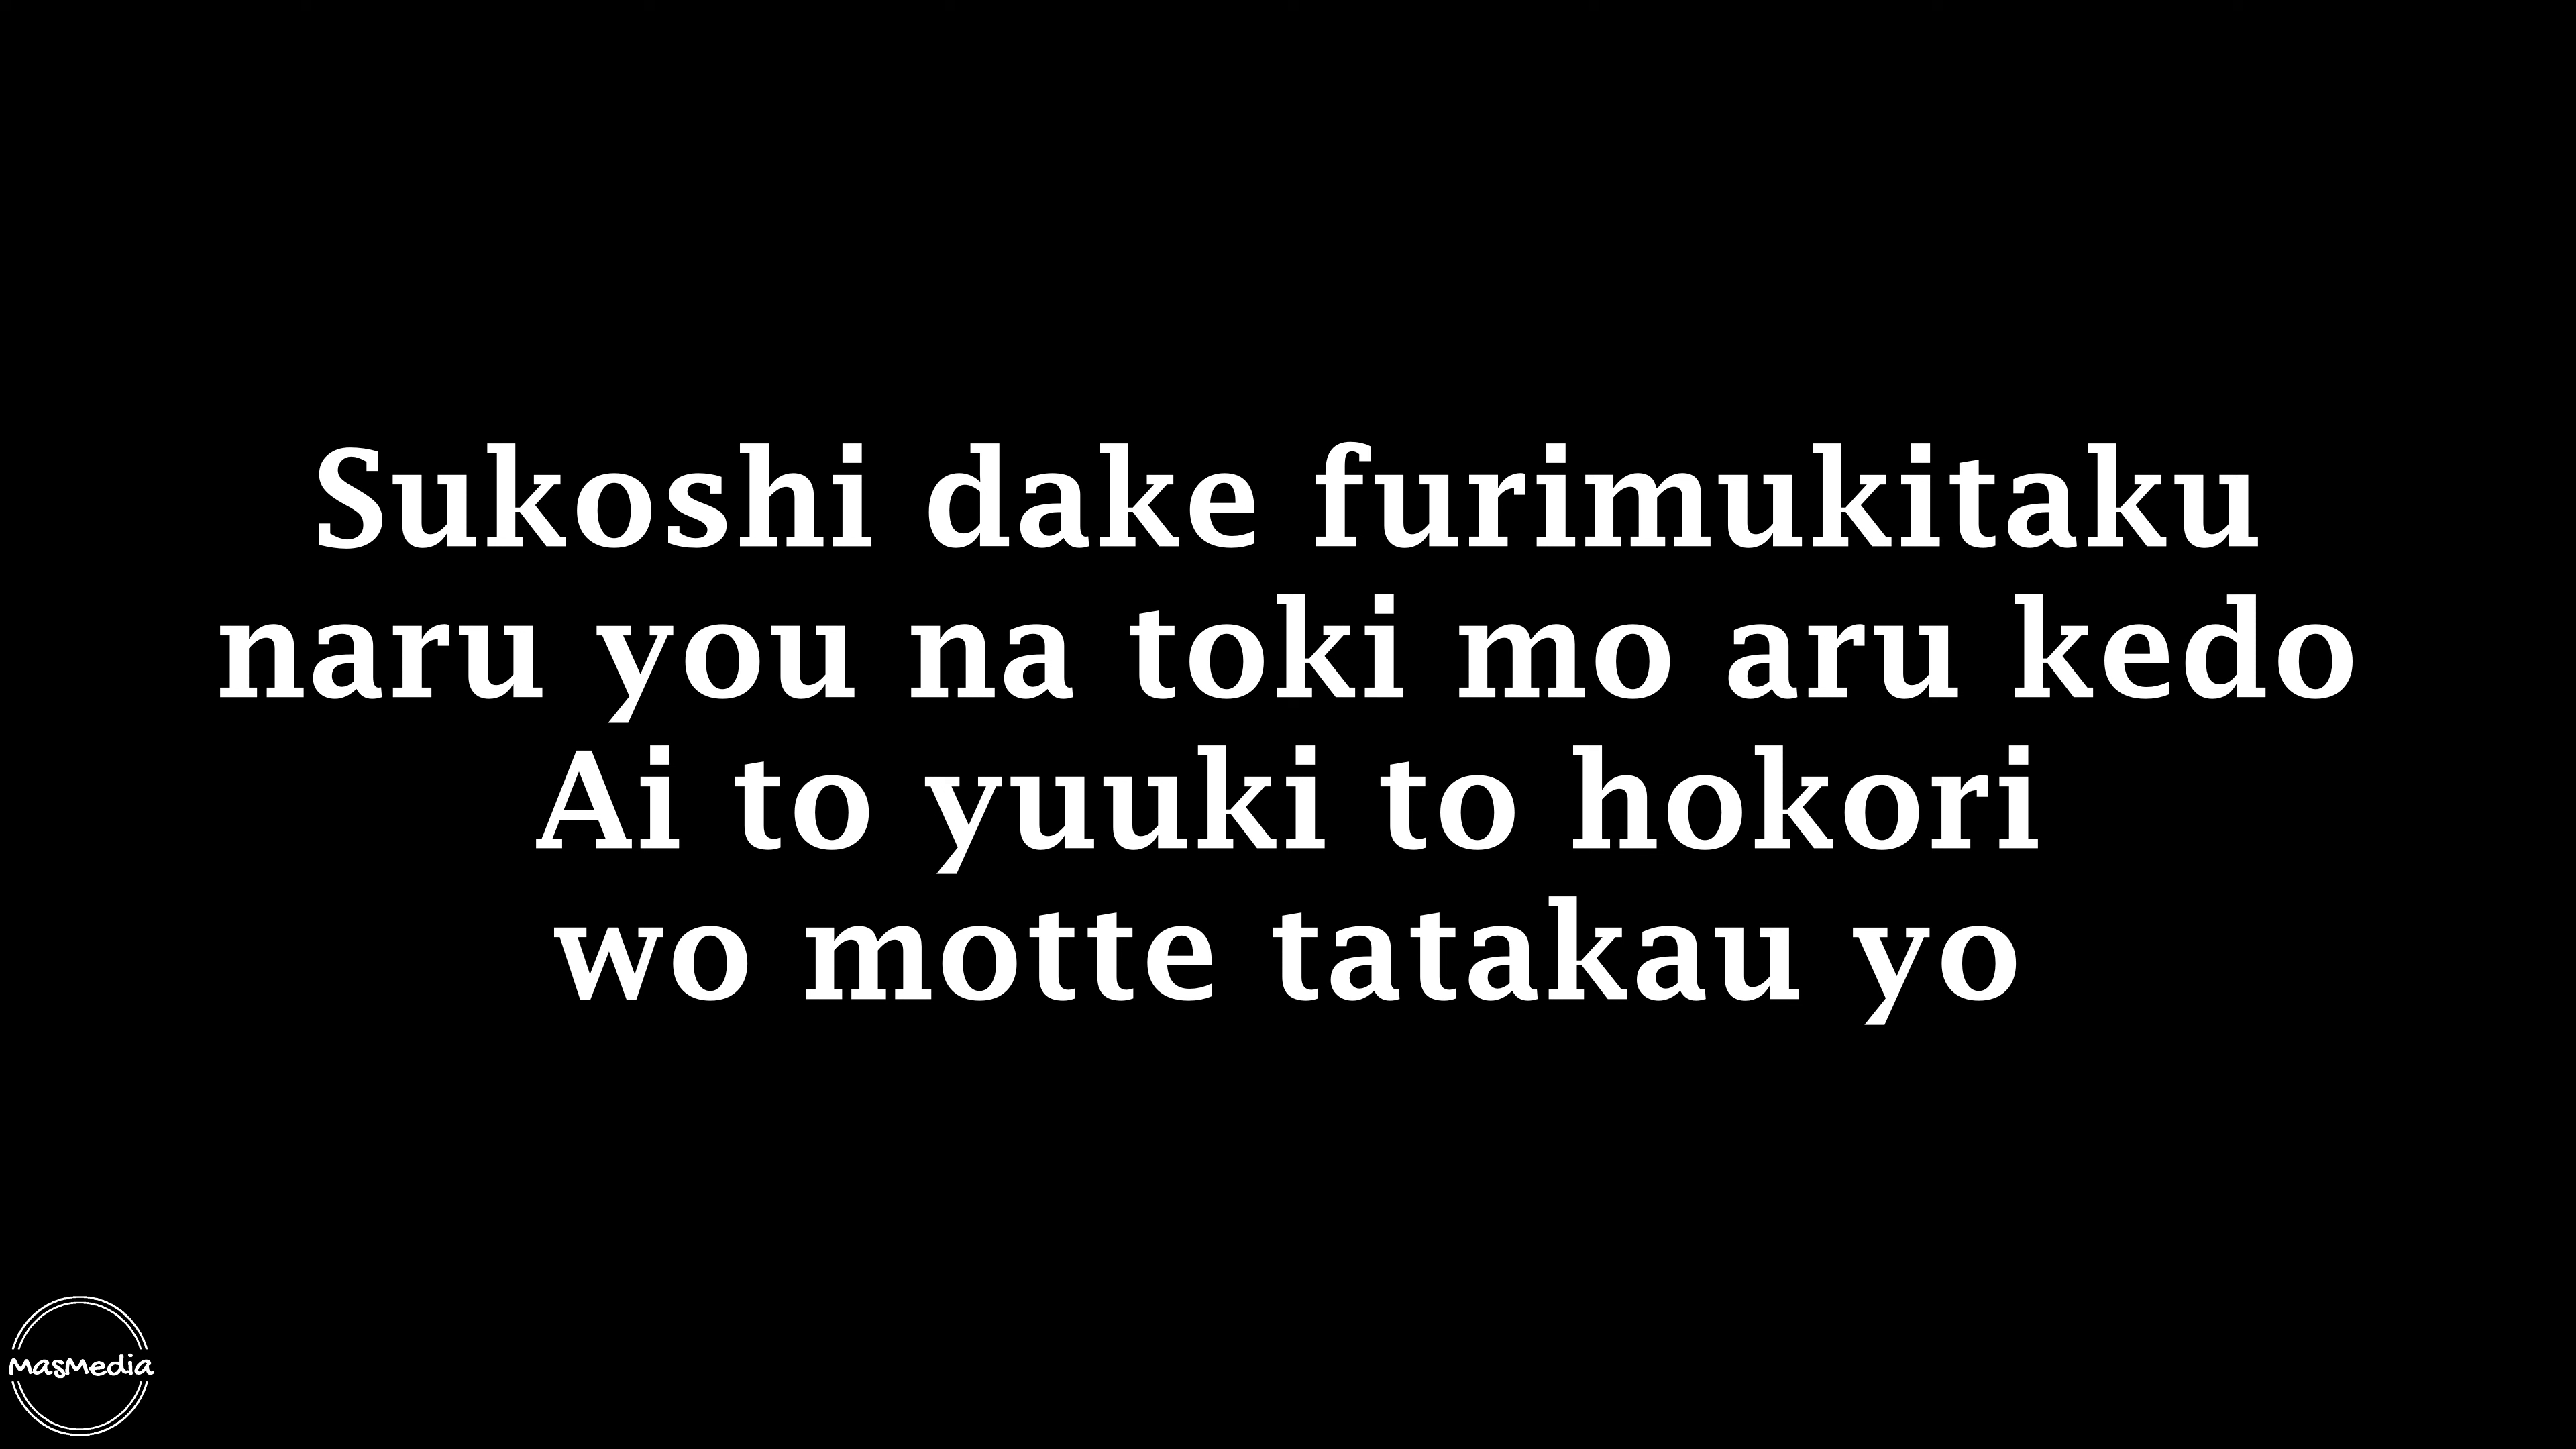 Sukoshi dake furimukitaku
naru you na toki mo aru kedo
Ai to yuuki to hokori
wo motte tatakau yo
MasMedia